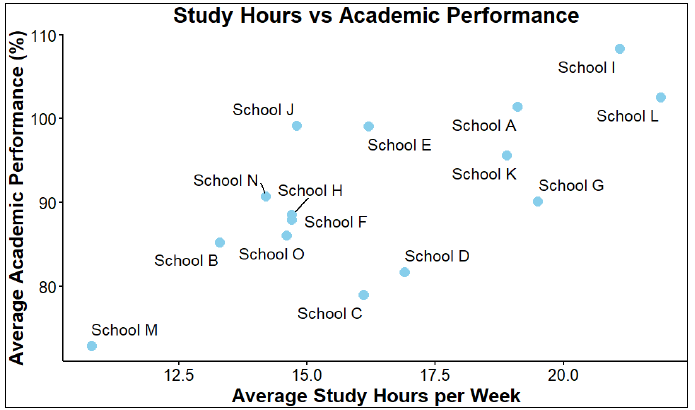 Study Hours vs Academic Performance
Average Academic Performance (%)
110
100
90
80
School I
School L
School J
School A
School E
School K
School N
School H
School G
School F
School B
School O
School D
School C
School M
12.5
15.0
17.5
20.0
Average Study Hours per Week